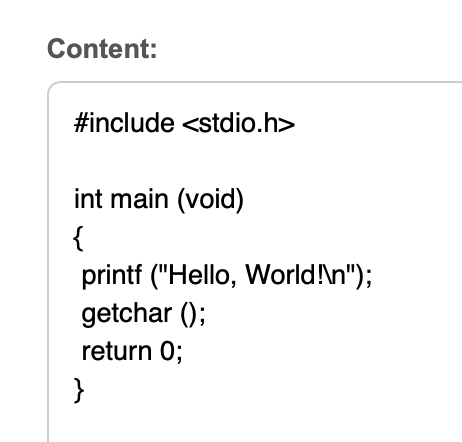 Content:
#include <stdio.h>

int main (void)
{
 printf ("Hello, World!\n");
 getchar ();
 return 0;
}